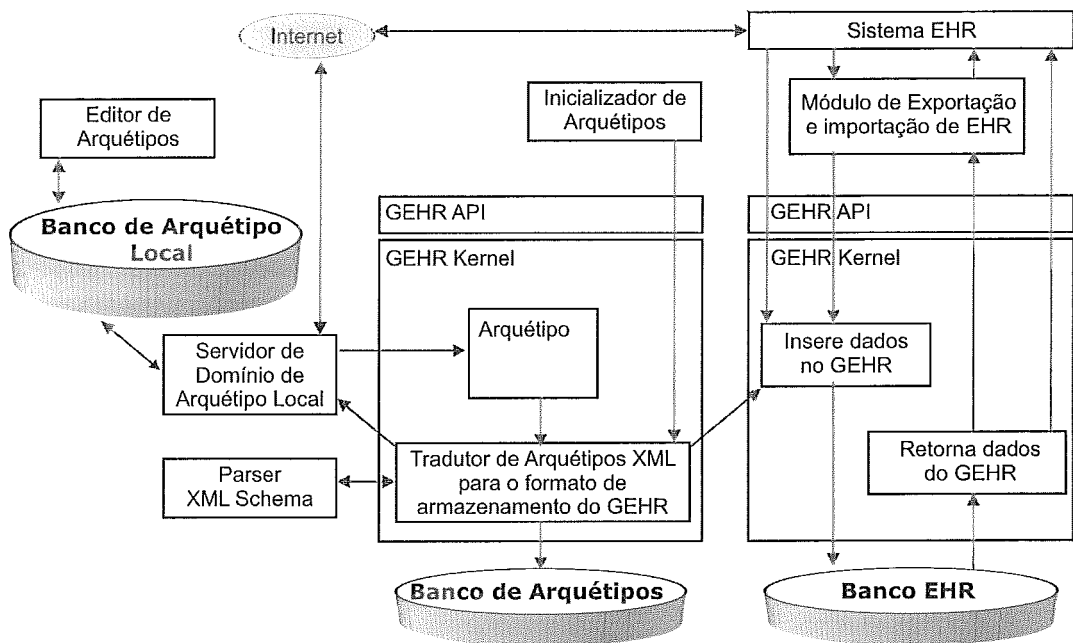 Internet
Sistema EHR
Editor de
Arquétipos
Inicializador de
Arquétipos
Módulo de Exportação
e importação de EHR
Banco de Arquétipo
Local
GEHR API
GEHR API
GEHR Kernel
GEHR Kernel
Servidor de
Domínio de
Arquétipo Local
Arquétipo
Insere dados
no GEHR
Parser
XML Schema
Tradutor de Arquétipos XML
para o formato de
armazenamento do GEHR
Retorna dados
do GEHR
Banco de Arquétipos
Banco EHR